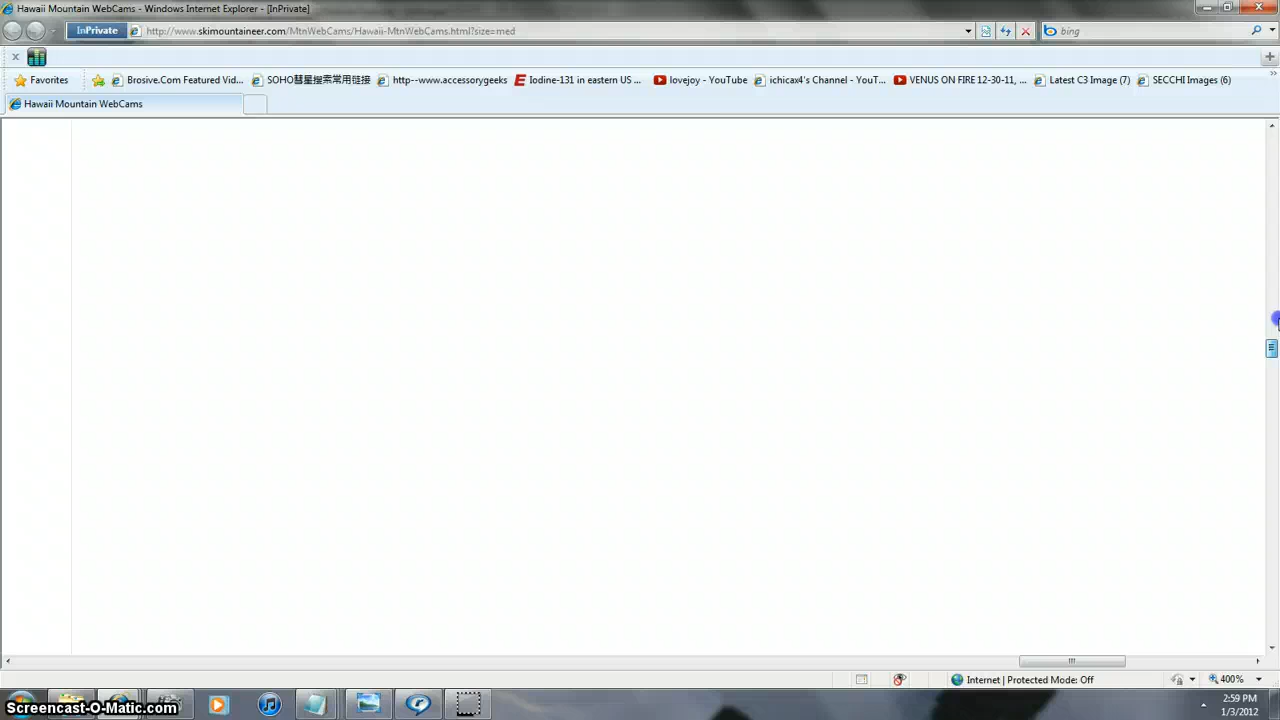 Hawaii Mountain WebCams - Windows Internet Explorer - [InPrivate]
InPrivate http://www.skimountaineer.com/MtnWebCams/Hawaii-MtnWebCams.html?size=med bing
Favorites Brosive.Com Featured Vid... SOHO彗星搜索常用链接 http--www.accessorygeeks Iodine-131 in eastern US ... lovejoy - YouTube ichicax4's Channel - YouT... VENUS ON FIRE 12-30-11, ... Latest C3 Image (7) SECCHI Images (6)
Hawaii Mountain WebCams
Internet | Protected Mode: Off 400%
Screencast-O-Matic.com
2:59 PM
1/3/2012